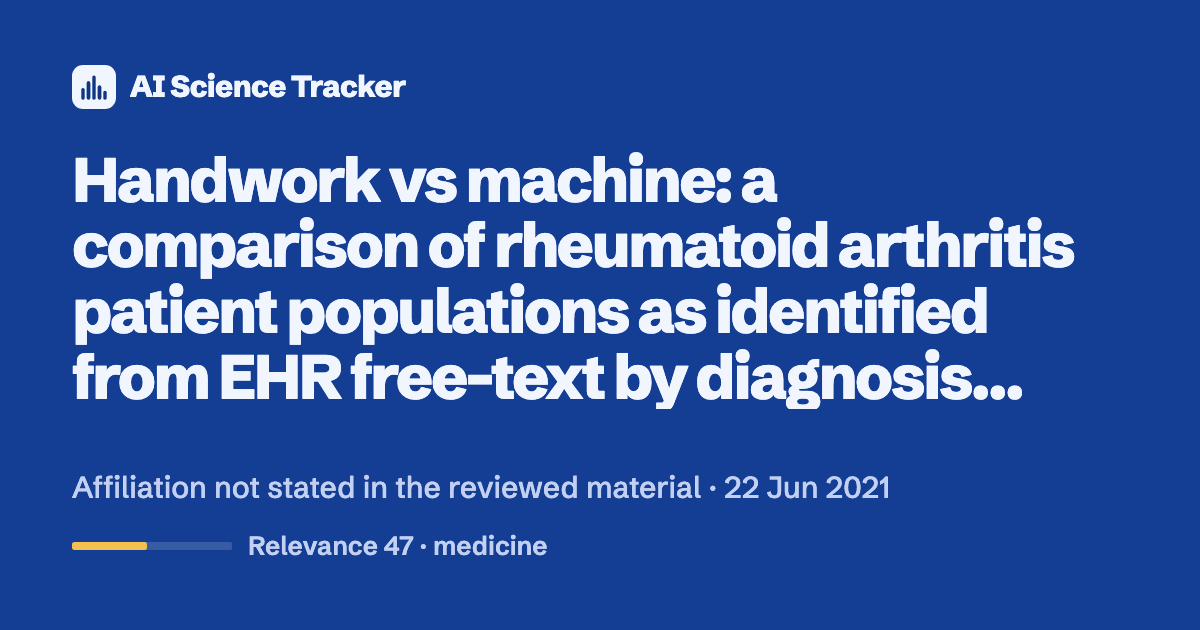 AI Science Tracker
Handwork vs machine: a
comparison of rheumatoid arthritis
patient populations as identified
from EHR free-text by diagnosis...
Affiliation not stated in the reviewed material · 22 Jun 2021
Relevance 47 · medicine